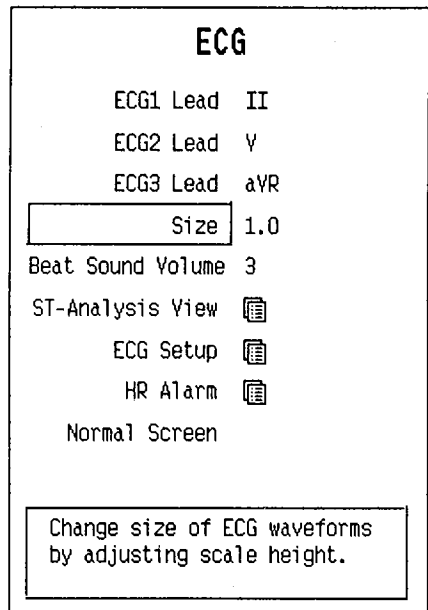 ECG
ECG1 Lead II
ECG2 Lead V
ECG3 Lead aVR
Size 1.0
Beat Sound Volume 3
ST-Analysis View
ECG Setup
HR Alarm
Normal Screen
Change size of ECG waveforms
by adjusting scale height.